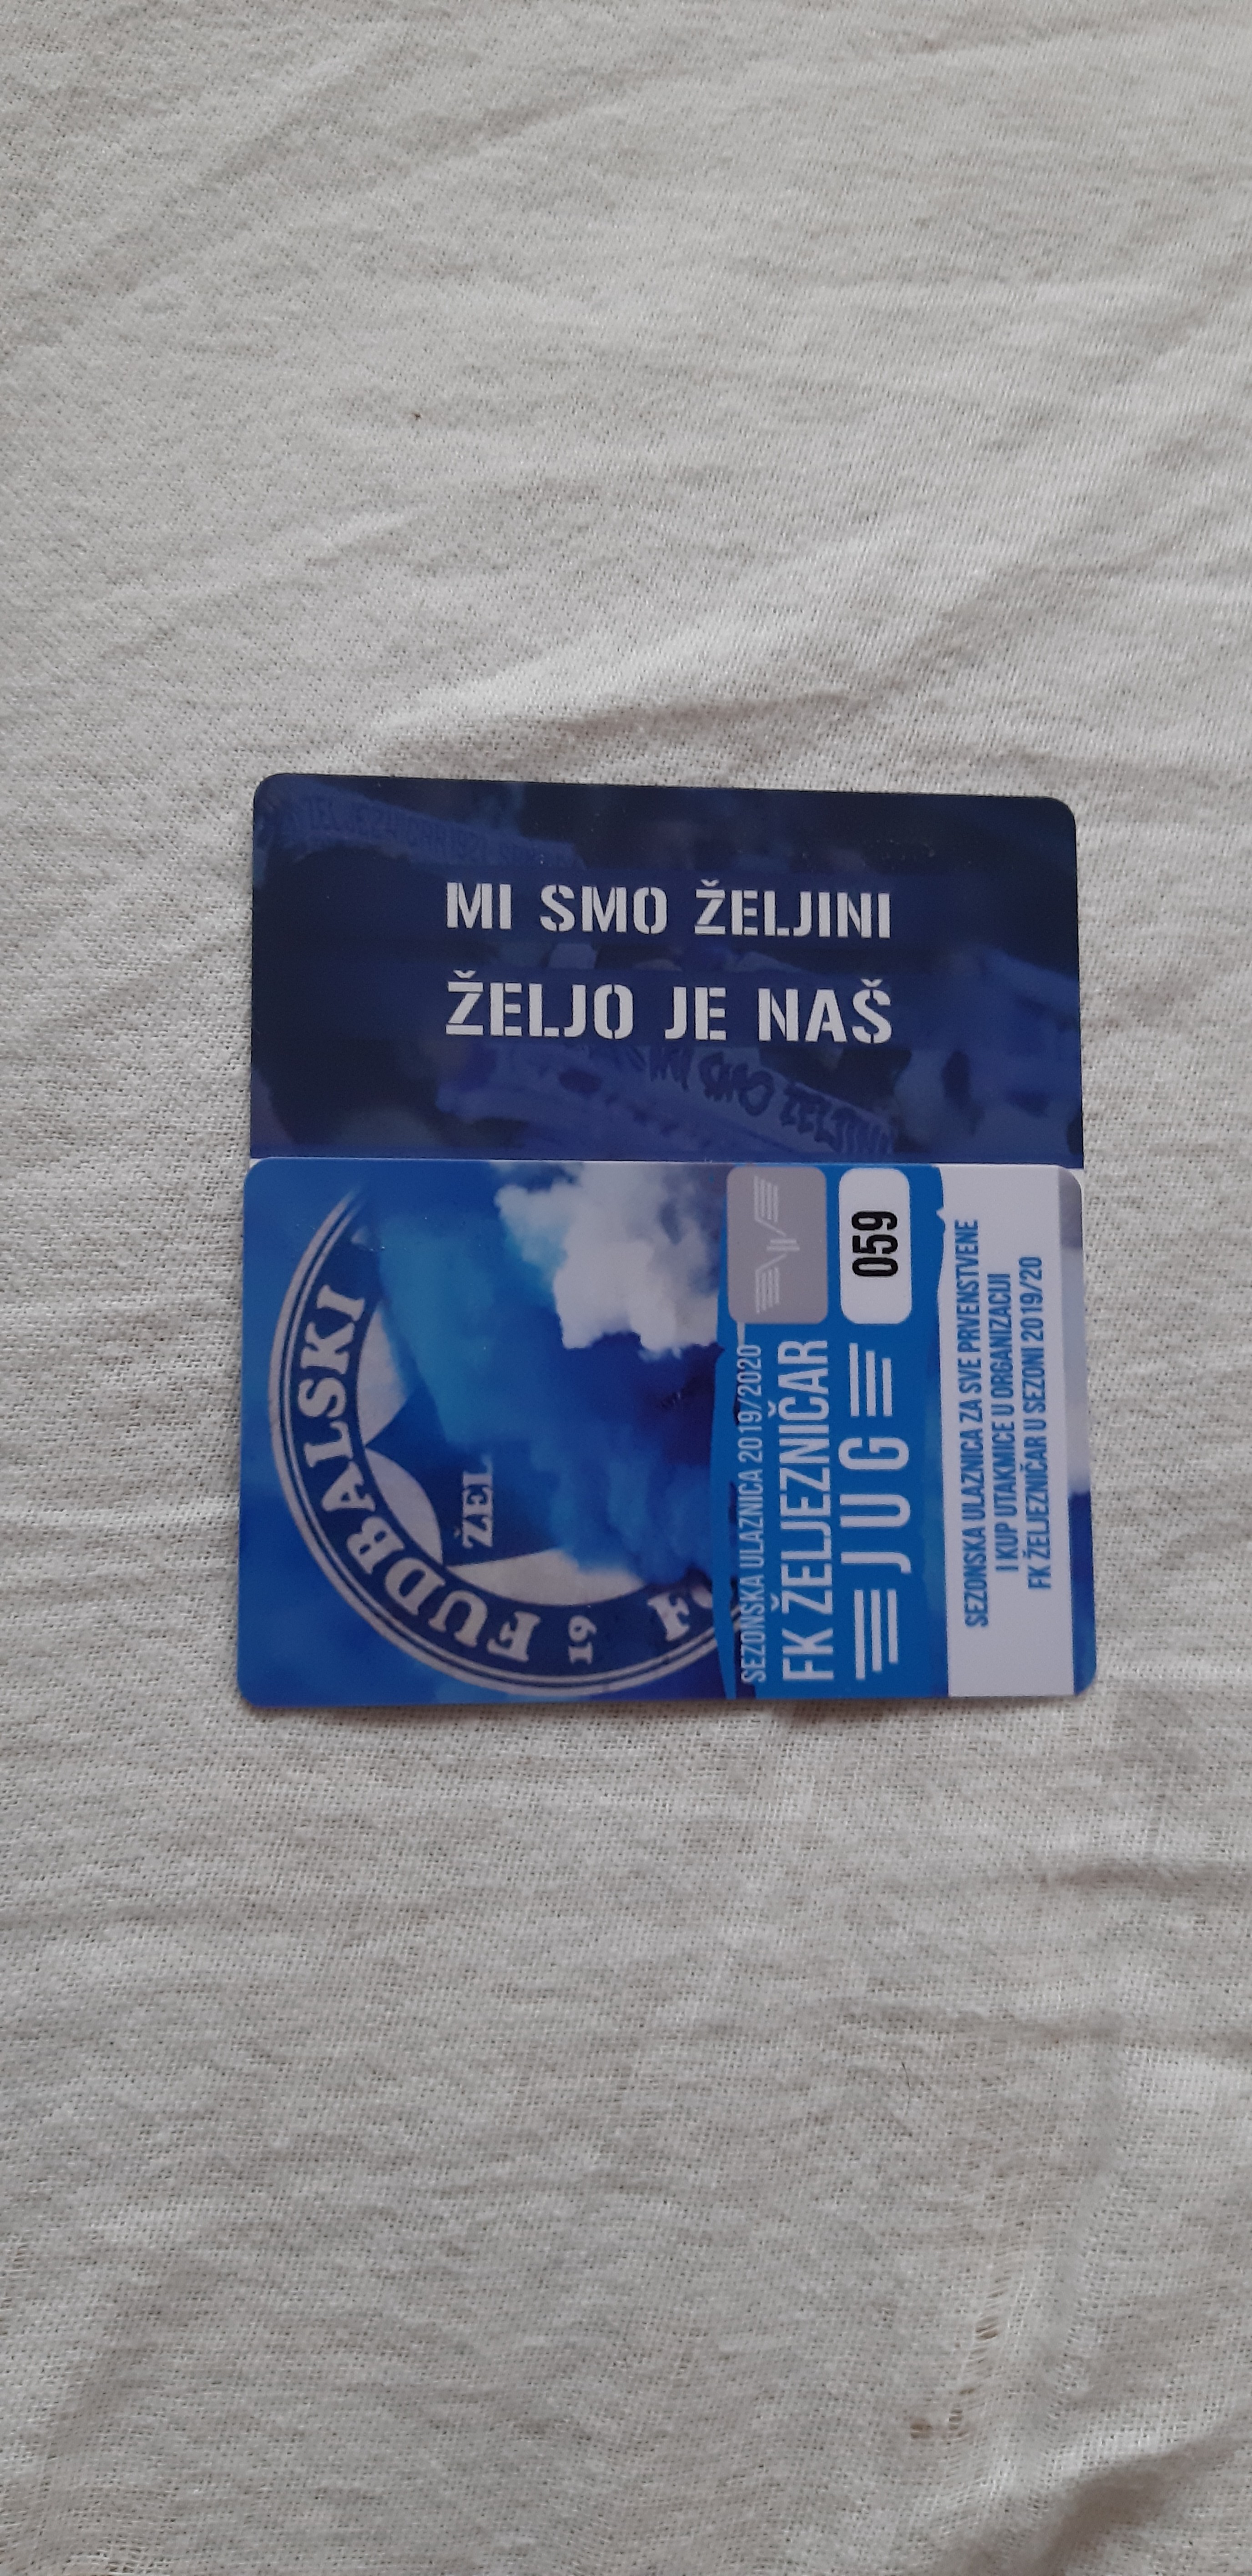 MI SMO ŽELJINI
ŽELJO JE NAŠ
FUDBALSKI
19
ŽEL
SEZONSKA ULAZNICA 2019/2020
FK ŽELJEZNIČAR
JUG
059
SEZONSKA ULAZNICA ZA SVE PRVENSTVENE
I KUP UTAKMICE U ORGANIZACIJI
FK ŽELJEZNIČAR U SEZONI 2019/20